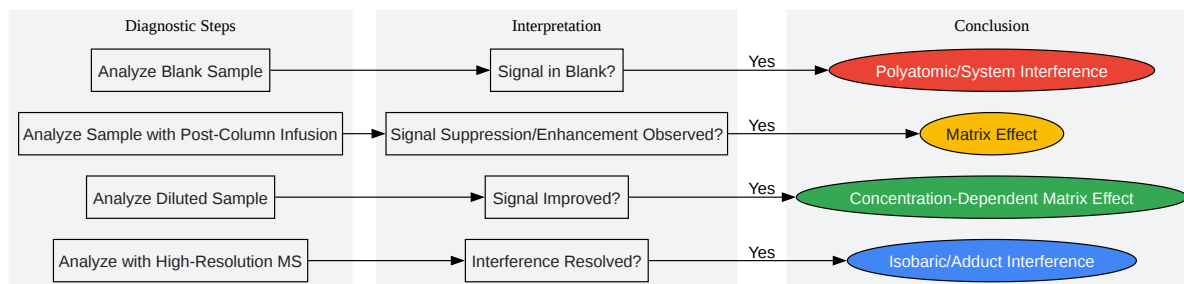 Diagnostic Steps
Interpretation
Conclusion
Analyze Blank Sample
Signal in Blank?
Yes
Polyatomic/System Interference
Analyze Sample with Post-Column Infusion
Signal Suppression/Enhancement Observed?
Yes
Matrix Effect
Analyze Diluted Sample
Signal Improved?
Yes
Concentration-Dependent Matrix Effect
Analyze with High-Resolution MS
Interference Resolved?
Yes
Isobaric/Adduct Interference